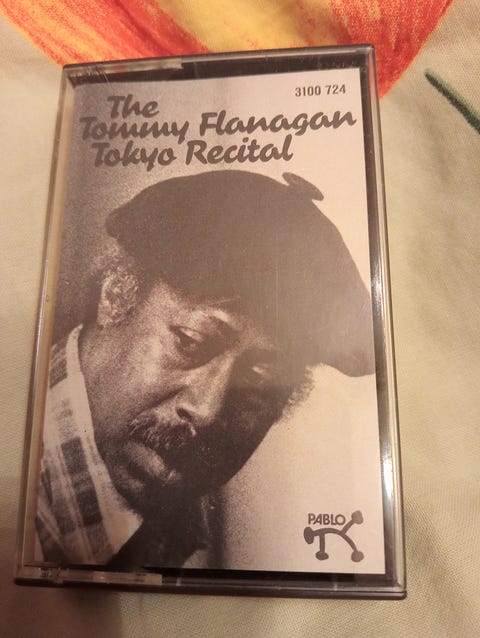 3100 724
The
Tommy Flanagan
Tokyo Recital
PABLO